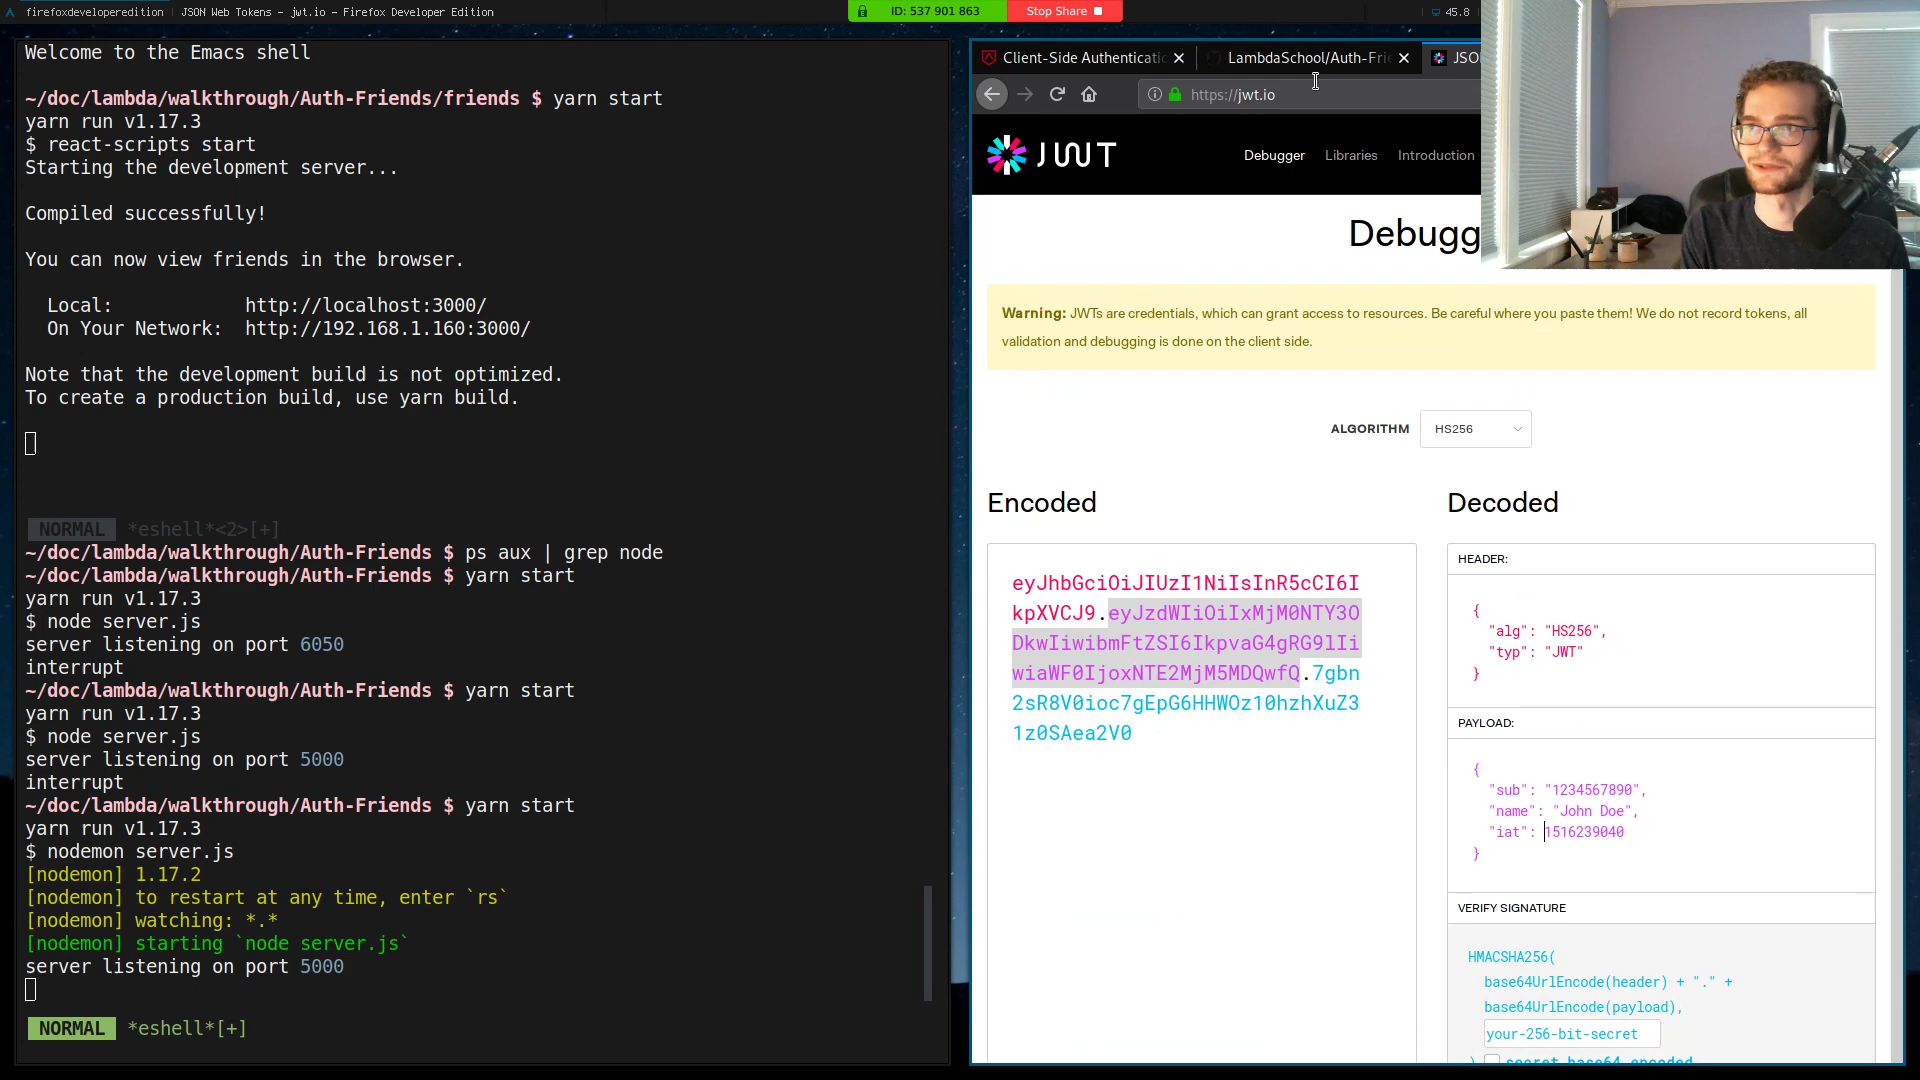 firefoxdeveloperedition | JSON Web Tokens - jwt.io - Firefox Developer Edition
ID: 537 901 863
Stop Share
45.8
Welcome to the Emacs shell
~/doc/lambda/walkthrough/Auth-Friends/friends $ yarn start
yarn run v1.17.3
$ react-scripts start
Starting the development server...
Compiled successfully!
You can now view friends in the browser.
Local: http://localhost:3000/
On Your Network: http://192.168.1.160:3000/
Note that the development build is not optimized.
To create a production build, use yarn build.
NORMAL *eshell*<2>[+]
~/doc/lambda/walkthrough/Auth-Friends $ ps aux | grep node
~/doc/lambda/walkthrough/Auth-Friends $ yarn start
yarn run v1.17.3
$ node server.js
server listening on port 6050
interrupt
~/doc/lambda/walkthrough/Auth-Friends $ yarn start
yarn run v1.17.3
$ node server.js
server listening on port 5000
interrupt
~/doc/lambda/walkthrough/Auth-Friends $ yarn start
yarn run v1.17.3
$ nodemon server.js
[nodemon] 1.17.2
[nodemon] to restart at any time, enter `rs`
[nodemon] watching: *.*
[nodemon] starting `node server.js`
server listening on port 5000
NORMAL *eshell*[+]
Client-Side Authenticati
LambdaSchool/Auth-Frie
JSO
https://jwt.io
JWT
Debugger Libraries Introduction
Debugg
Warning: JWTs are credentials, which can grant access to resources. Be careful where you paste them! We do not record tokens, all
validation and debugging is done on the client side.
ALGORITHM HS256
Encoded
eyJhbGciOiJIUzI1NiIsInR5cCI6I
kpXVCJ9.eyJzdWIiOiIxMjM0NTY3O
DkwIiwibmFtZSI6IkpvaG4gRG9lIi
wiaWF0IjoxNTE2MjM5MDQwfQ.7gbn
2sR8V0ioc7gEpG6HHWOz10hzhXuZ3
1z0SAea2V0
Decoded
HEADER:
{
"alg": "HS256",
"typ": "JWT"
}
PAYLOAD:
{
"sub": "1234567890",
"name": "John Doe",
"iat": 1516239040
}
VERIFY SIGNATURE
HMACSHA256(
base64UrlEncode(header) + "." +
base64UrlEncode(payload),
your-256-bit-secret
) secret base64 encoded